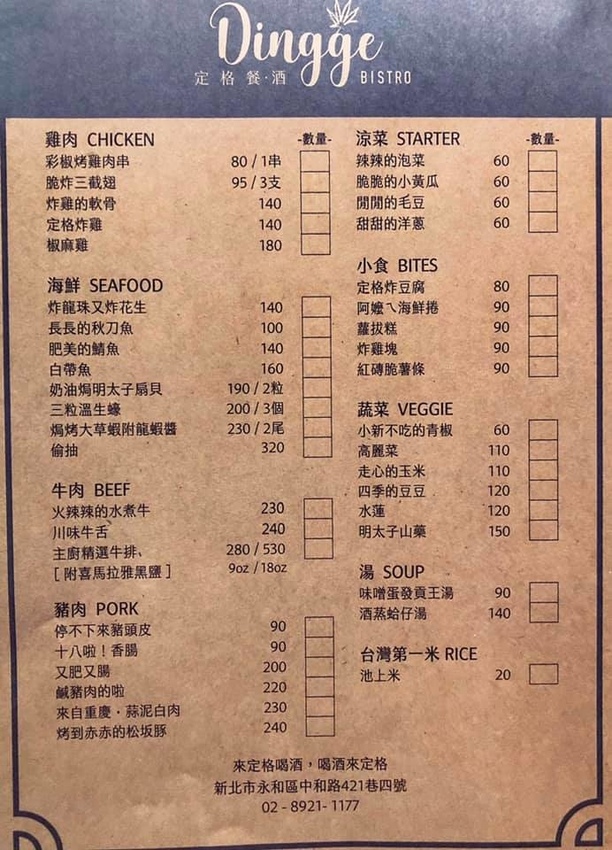 Dingge
定格餐·酒 BISTRO
雞肉 CHICKEN -數量-
彩椒烤雞肉串 80 / 1串
脆炸三截翅 95 / 3支
炸雞的軟骨 140
定格炸雞 140
椒麻雞 180
海鮮 SEAFOOD
炸龍珠又炸花生 140
長長的秋刀魚 100
肥美的鯖魚 140
白帶魚 160
奶油焗明太子扇貝 190 / 2粒
三粒溫生蠔 200 / 3個
焗烤大草蝦附龍蝦醬 230 / 2尾
偷抽 320
牛肉 BEEF
火辣辣的水煮牛 230
川味牛舌 240
主廚精選牛排、 280 / 530
[ 附喜馬拉雅黑鹽 ] 9oz / 18oz
豬肉 PORK
停不下來豬頭皮 90
十八啦！香腸 90
又肥又腸 200
鹹豬肉的啦 220
來自重慶·蒜泥白肉 230
烤到赤赤的松坂豚 240
涼菜 STARTER -數量-
辣辣的泡菜 60
脆脆的小黃瓜 60
閒閒的毛豆 60
甜甜的洋蔥 60
小食 BITES
定格炸豆腐 80
阿嬤ㄟ海鮮捲 90
蘿拔糕 90
炸雞塊 90
紅磚脆薯條 90
蔬菜 VEGGIE
小新不吃的青椒 60
高麗菜 110
走心的玉米 110
四季的豆豆 120
水蓮 120
明太子山藥 150
湯 SOUP
味噌蛋發貢王湯 90
酒蒸蛤仔湯 140
台灣第一米 RICE
池上米 20
來定格喝酒，喝酒來定格
新北市永和區中和路421巷四號
02 - 8921- 1177